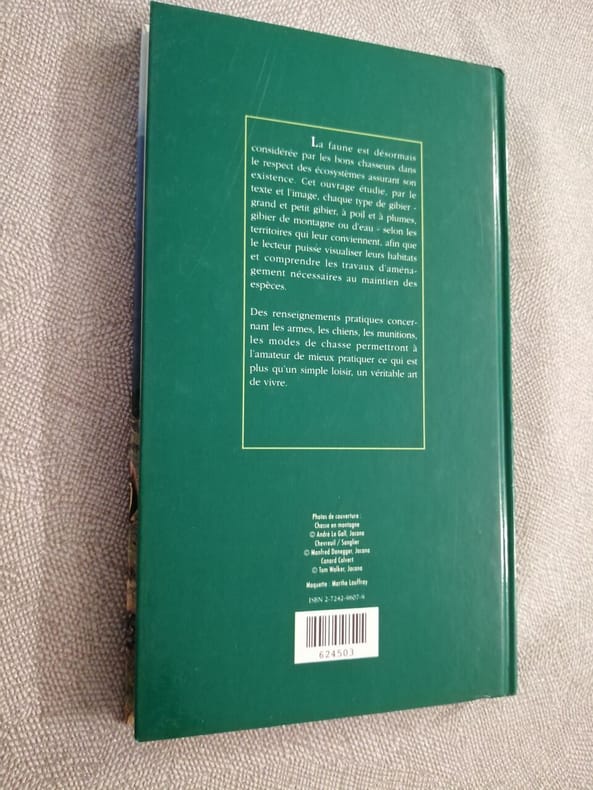 La faune est désormais
considérée par les bons chasseurs dans
le respect des écosystèmes assurant son
existence. Cet ouvrage étudie, par le
texte et l'image, chaque type de gibier -
grand et petit gibier, à poil et à plumes,
gibier de montagne ou d'eau - selon les
territoires qui leur conviennent, afin que
le lecteur puisse visualiser leurs habitats
et comprendre les travaux d'aména-
gement nécessaires au maintien des
espèces.
Des renseignements pratiques concer-
nant les armes, les chiens, les munitions,
les modes de chasse permettront à
l'amateur de mieux pratiquer ce qui est
plus qu'un simple loisir, un véritable art
de vivre.
Photos de couverture :
Chasse en montagne
© André Le Gall, Jacana
Chevreuil / Sanglier
© Manfred Danegger, Jacana
Canard Colvert
© Tom Walker, Jacana
Maquette : Martha Louffrey
ISBN 2-7242-9607-9
624503